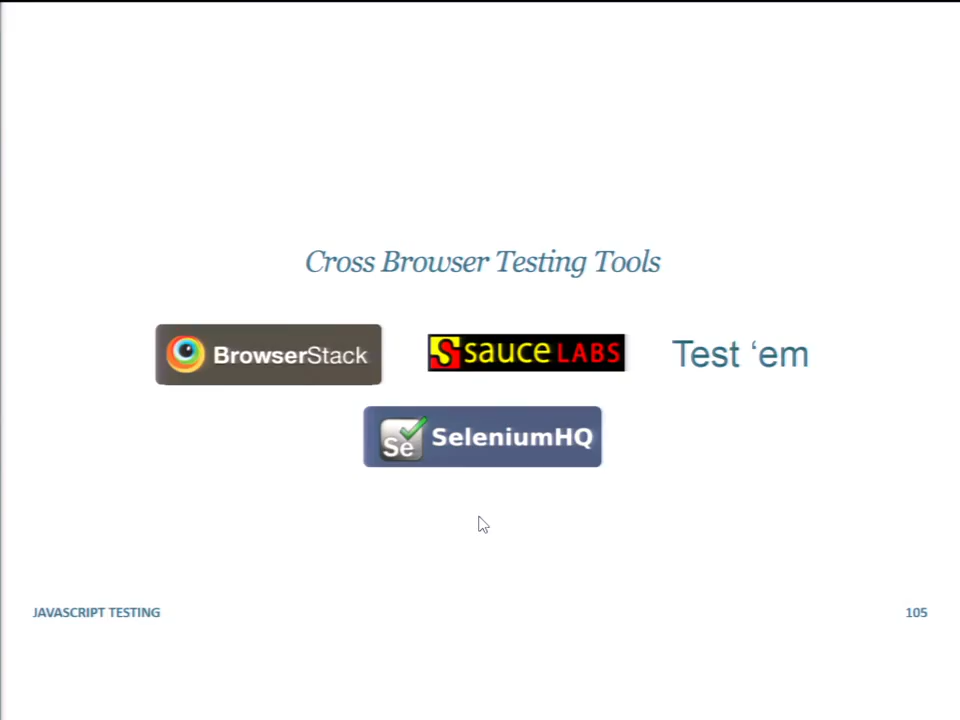 Cross Browser Testing Tools
BrowserStack
sauce LABS
Test ‘em
Se SeleniumHQ
JAVASCRIPT TESTING
105